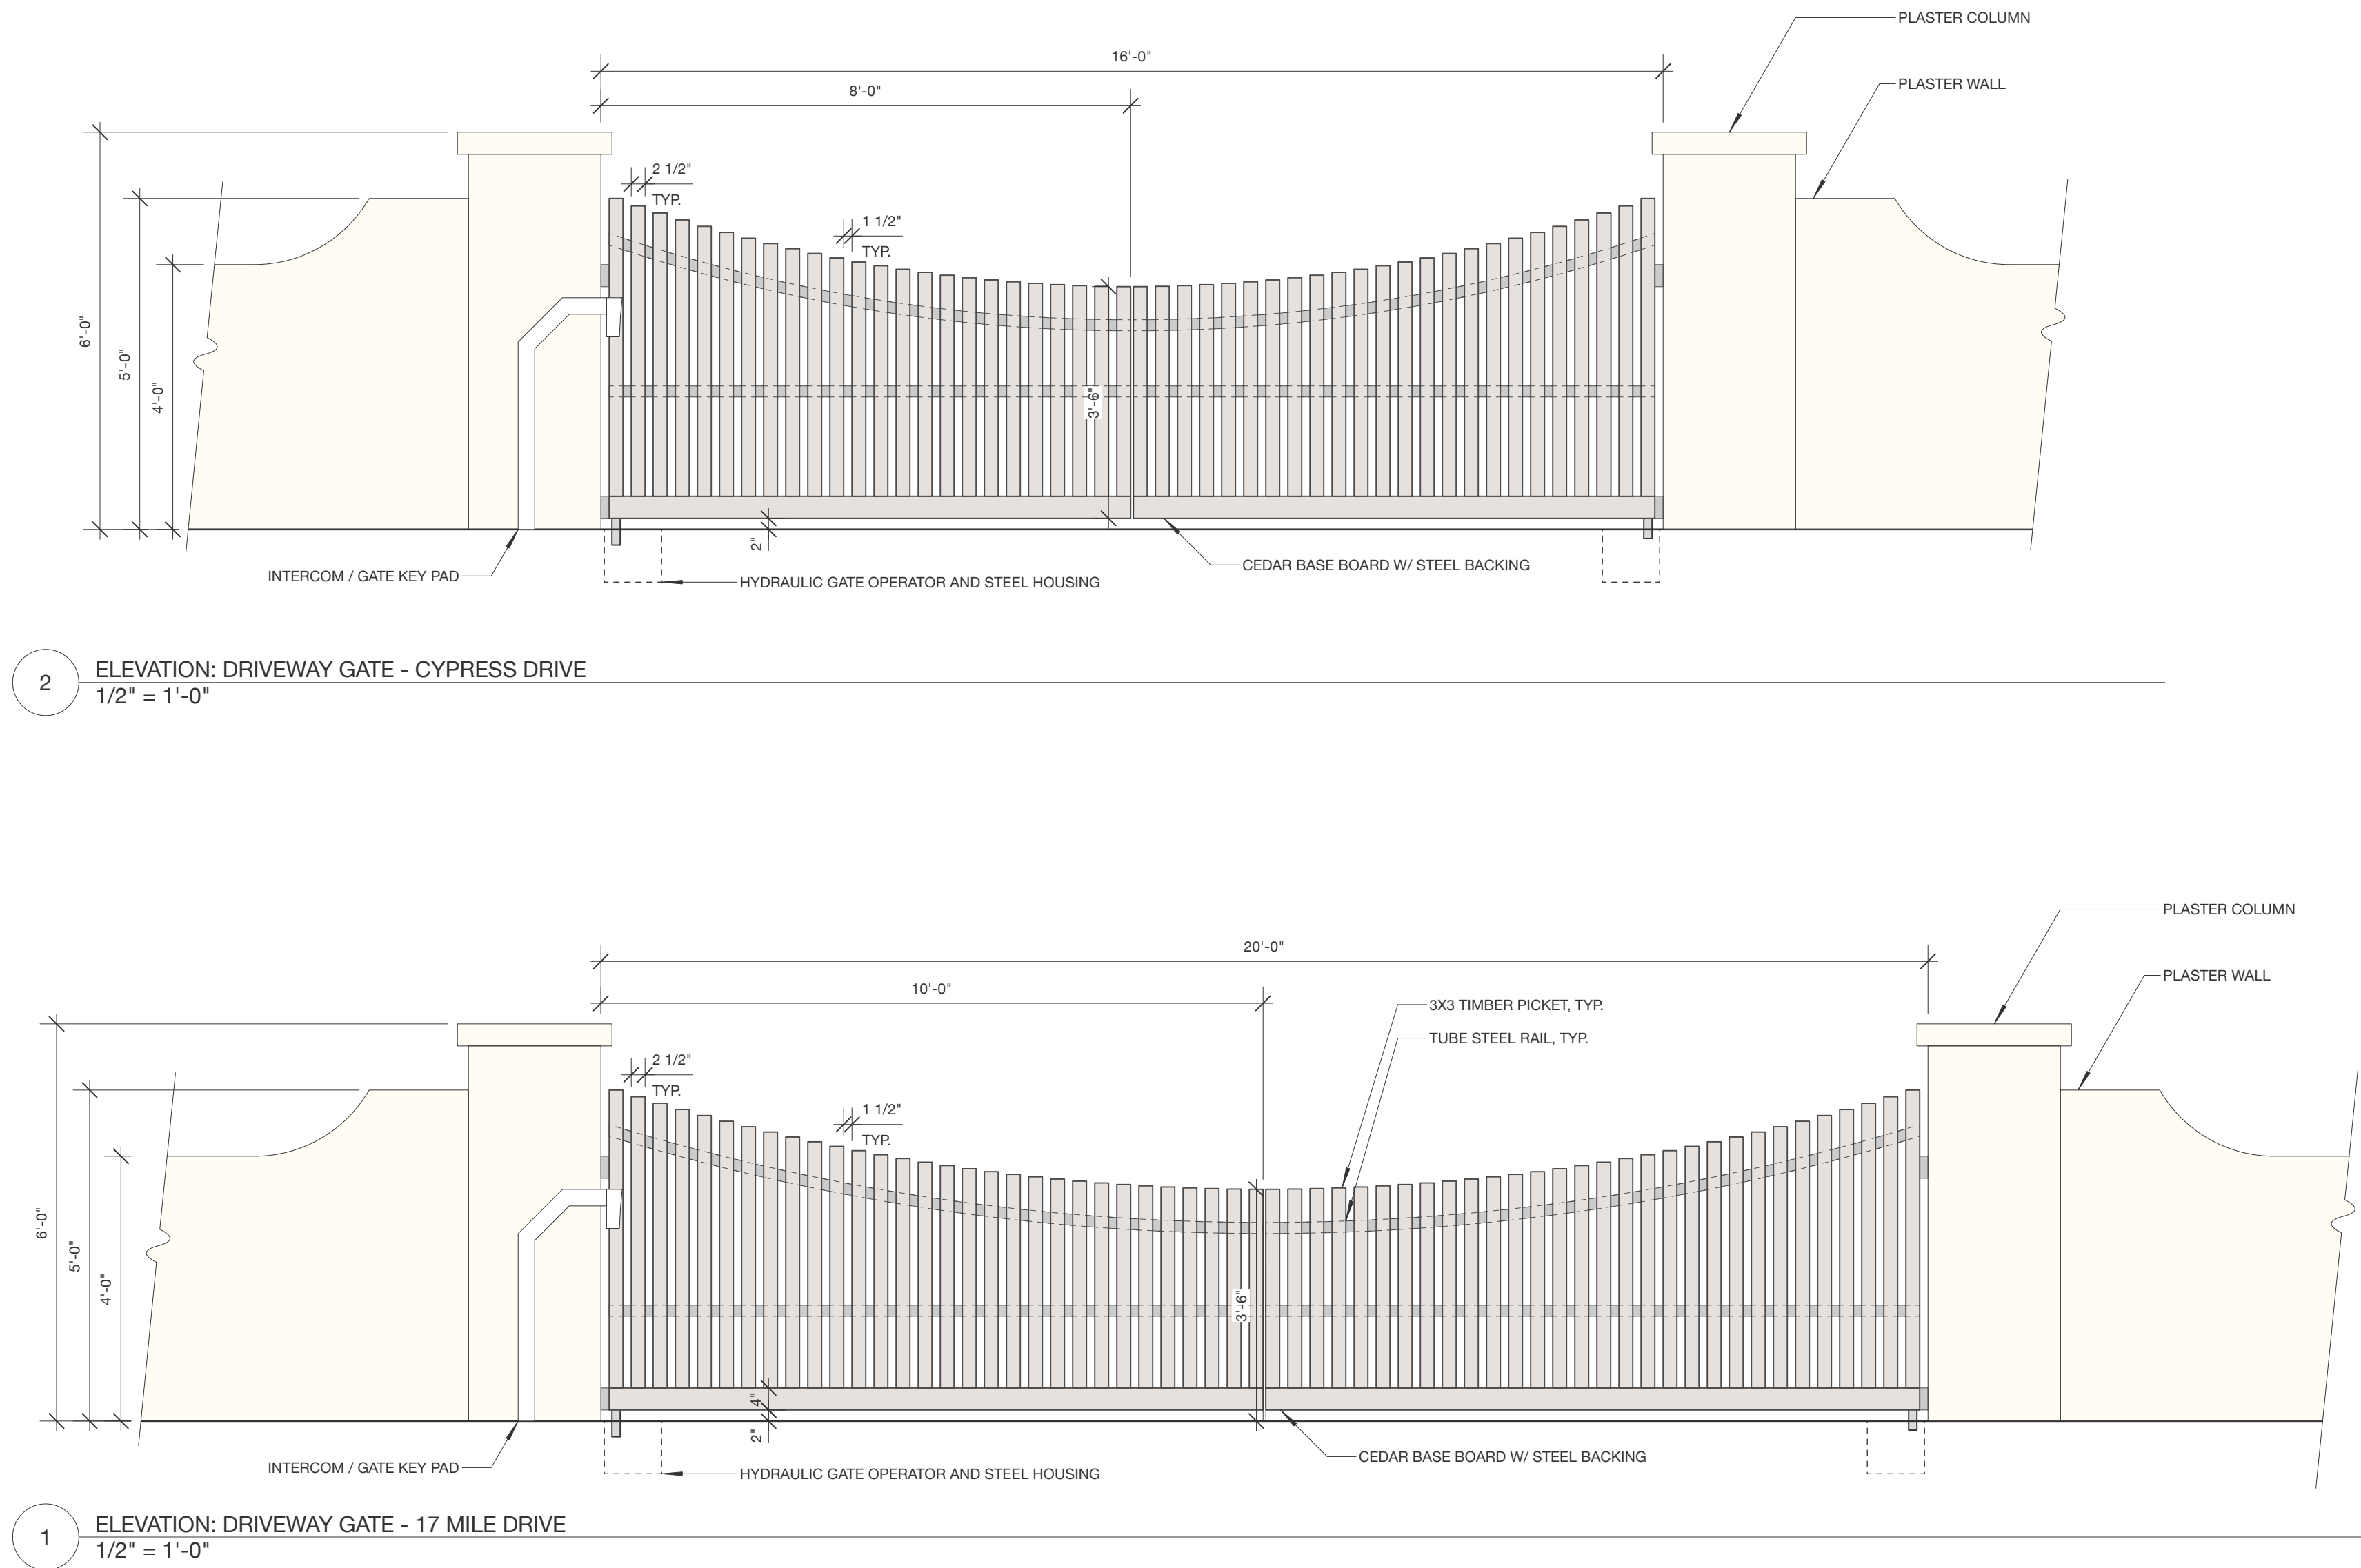 PLASTER COLUMN
16'-0"
PLASTER WALL
8'-0"
2 1/2"
TYP.
1 1/2"
TYP.
6'-0"
5'-0"
4'-0"
3'-6"
2"
INTERCOM / GATE KEY PAD
HYDRAULIC GATE OPERATOR AND STEEL HOUSING
CEDAR BASE BOARD W/ STEEL BACKING
2
ELEVATION: DRIVEWAY GATE - CYPRESS DRIVE
1/2" = 1'-0"
PLASTER COLUMN
20'-0"
PLASTER WALL
10'-0"
3X3 TIMBER PICKET, TYP.
TUBE STEEL RAIL, TYP.
2 1/2"
TYP.
1 1/2"
TYP.
6'-0"
5'-0"
4'-0"
3'-6"
4"
2"
INTERCOM / GATE KEY PAD
HYDRAULIC GATE OPERATOR AND STEEL HOUSING
CEDAR BASE BOARD W/ STEEL BACKING
1
ELEVATION: DRIVEWAY GATE - 17 MILE DRIVE
1/2" = 1'-0"